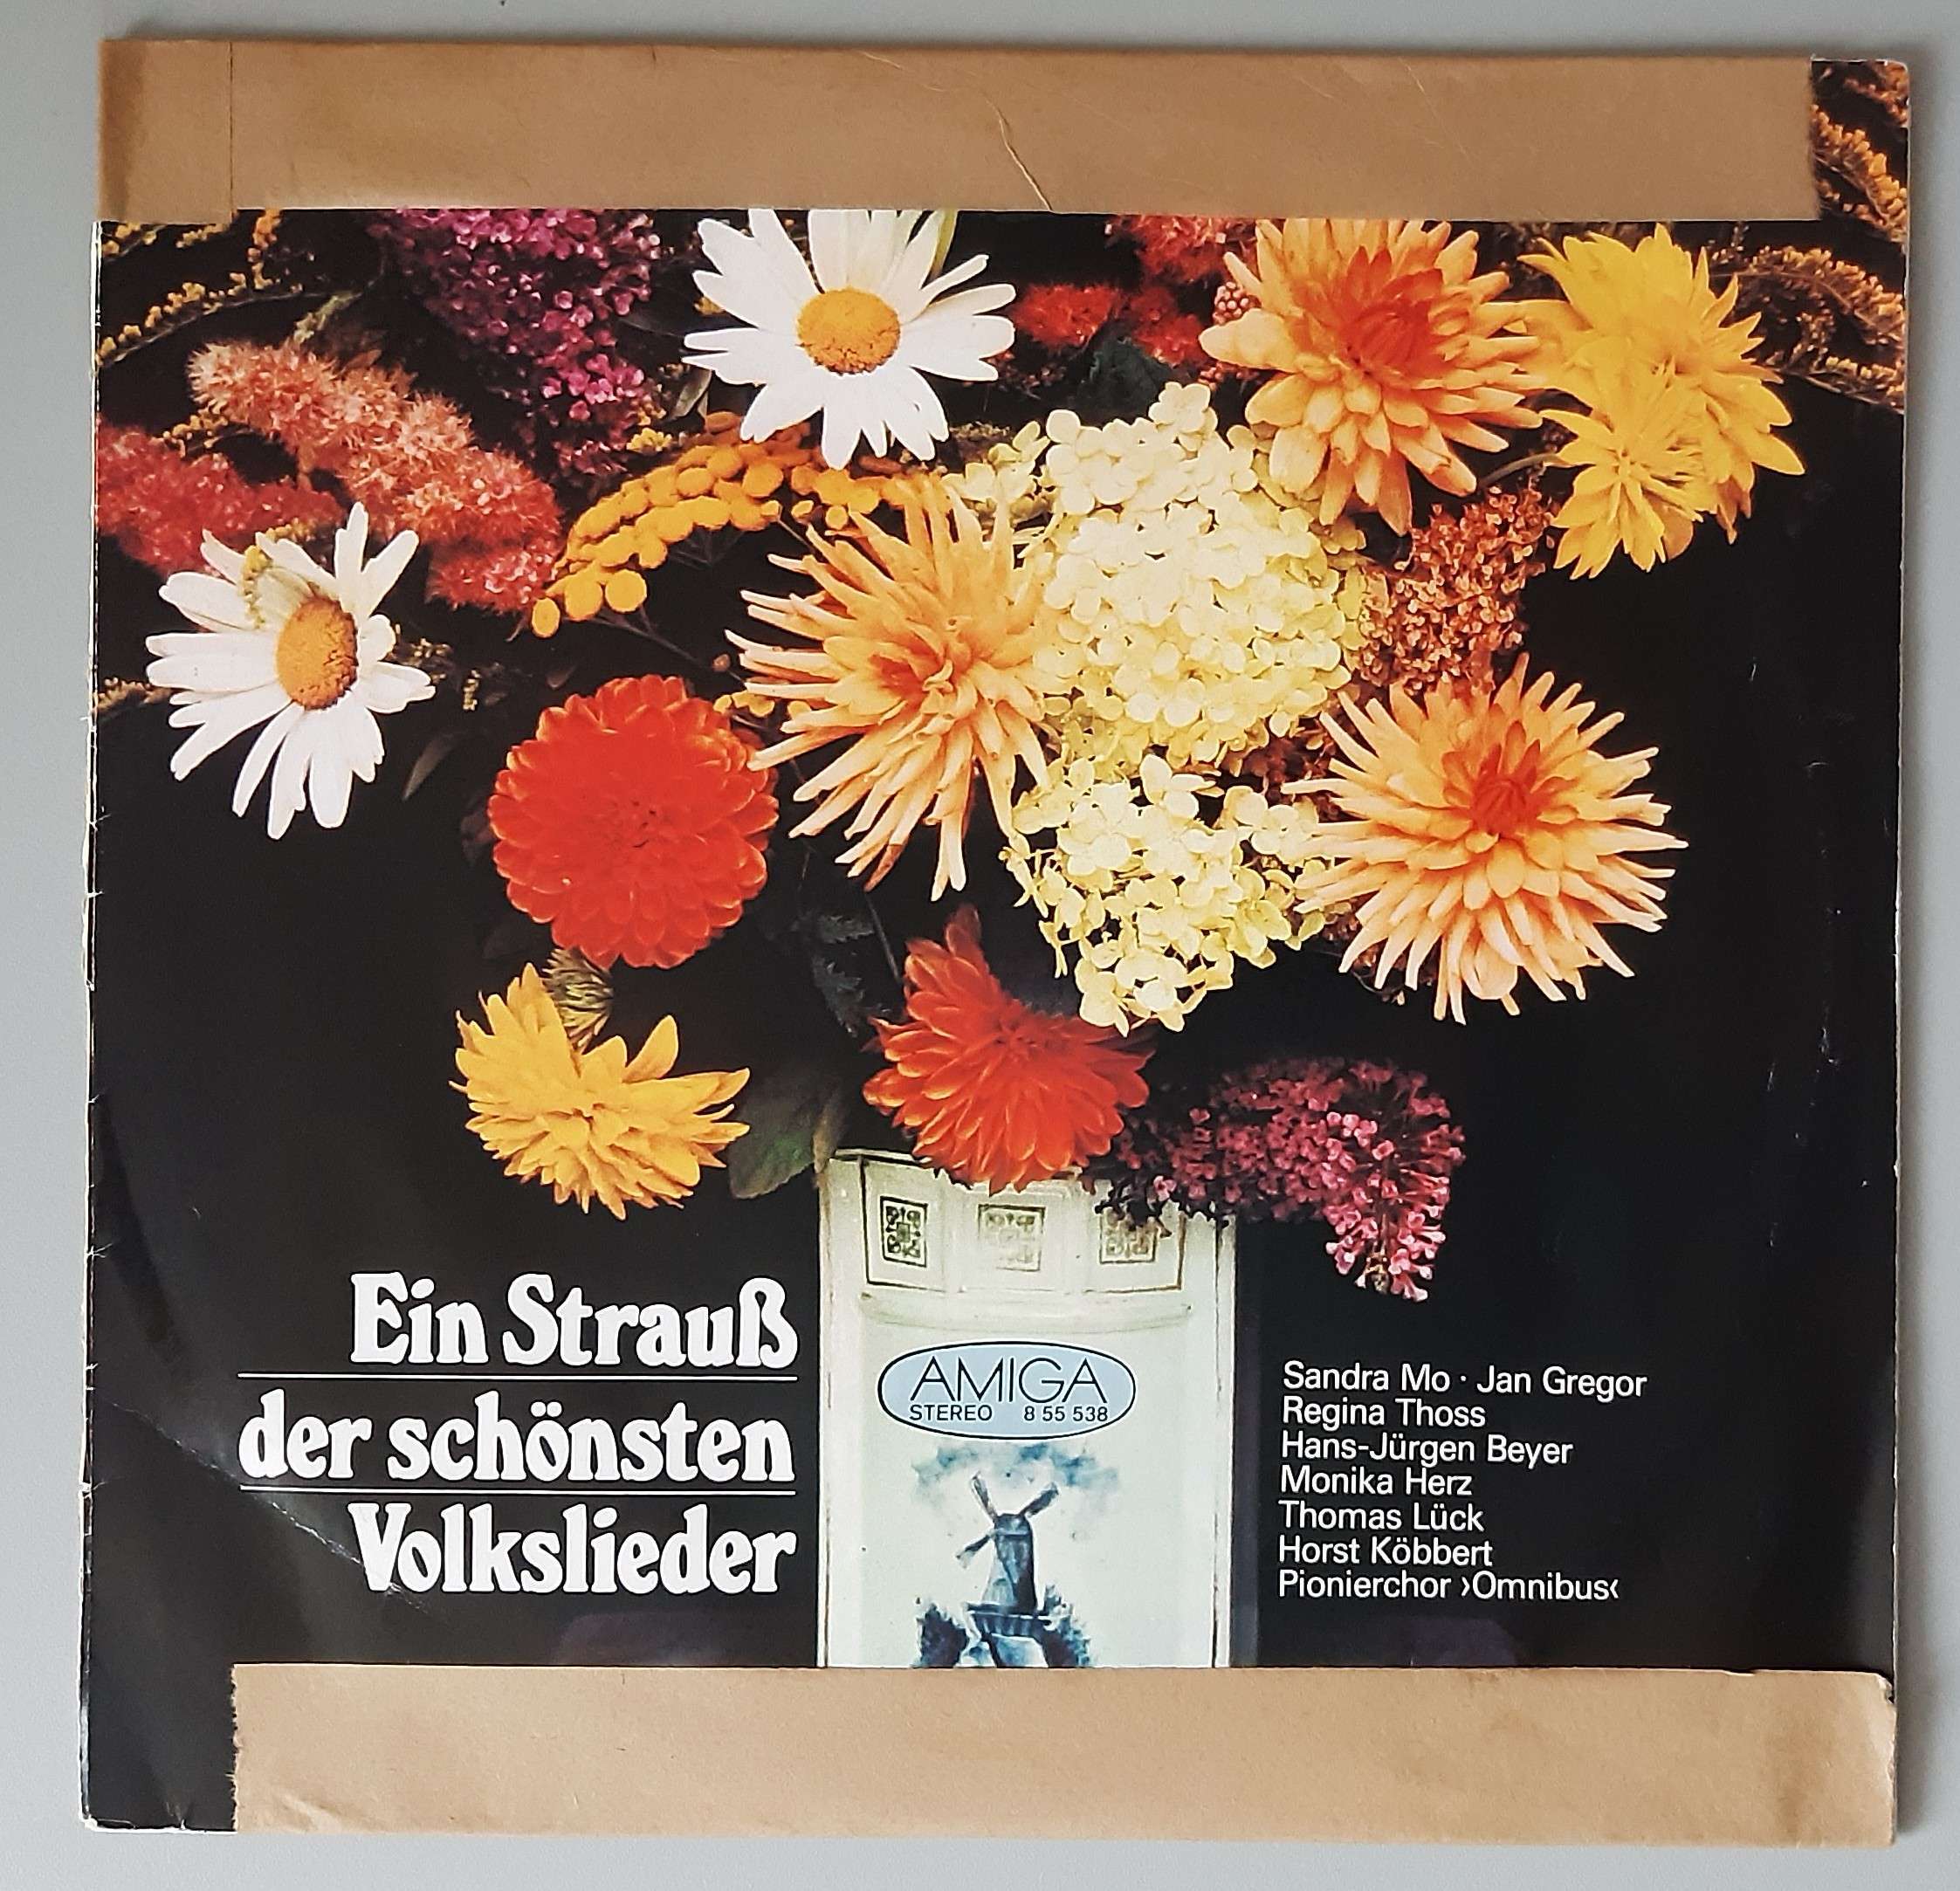 Ein Strauß
der schönsten
Volkslieder
AMIGA
STEREO 8 55 538
Sandra Mo · Jan Gregor
Regina Thoss
Hans-Jürgen Beyer
Monika Herz
Thomas Lück
Horst Köbbert
Pionierchor ›Omnibus‹